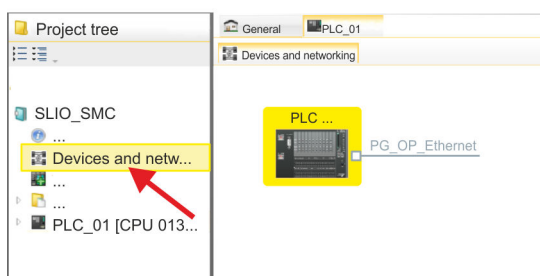 Project tree
General
PLC_01
Devices and networking
SLIO_SMC
...
Devices and netw...
...
...
PLC_01 [CPU 013...
PLC ...
PG_OP_Ethernet